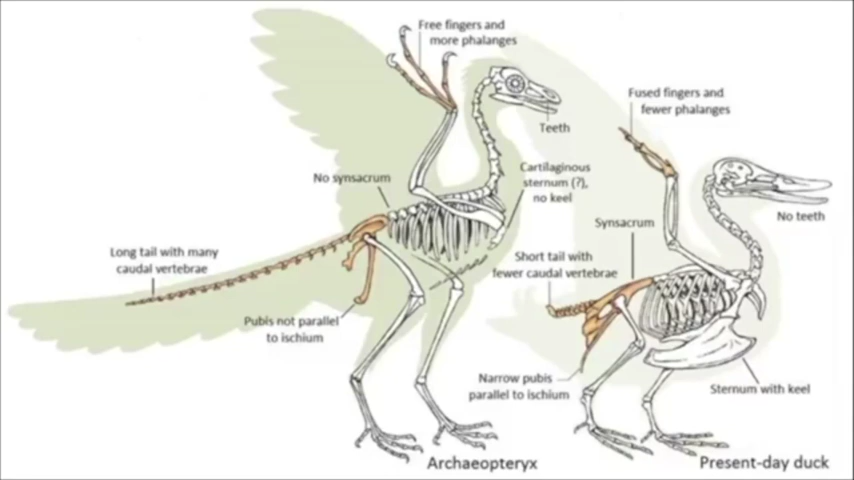 Free fingers and
more phalanges
Fused fingers and
fewer phalanges
Teeth
No synsacrum
Cartilaginous
sternum (?),
no keel
No teeth
Synsacrum
Long tail with many
caudal vertebrae
Short tail with
fewer caudal vertebrae
Pubis not parallel
to ischium
Narrow pubis
parallel to ischium
Sternum with keel
Archaeopteryx
Present-day duck